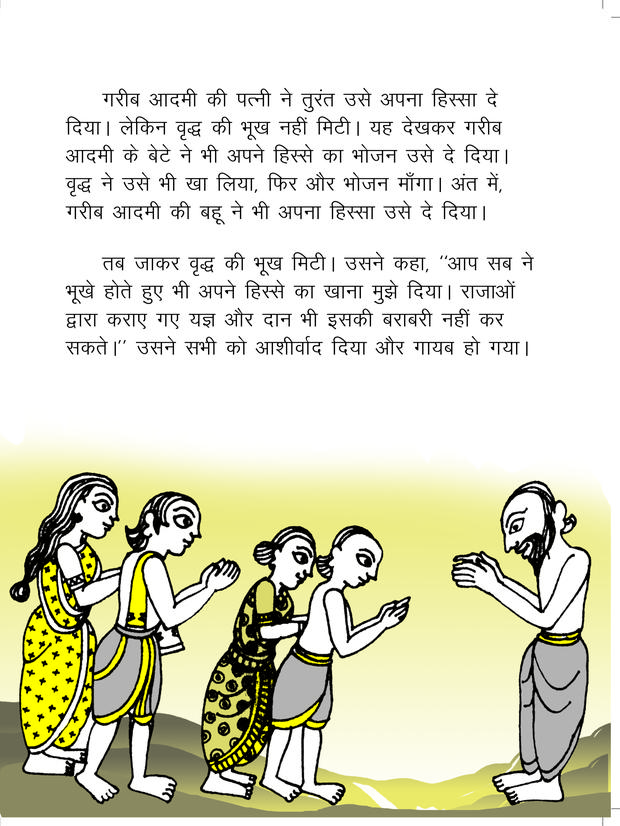 गरीब आदमी की पत्नी ने तुरंत उसे अपना हिस्सा दे
दिया। लेकिन वृद्ध की भूख नहीं मिटी। यह देखकर गरीब
आदमी के बेटे ने भी अपने हिस्से का भोजन उसे दे दिया।
वृद्ध ने उसे भी खा लिया, फिर और भोजन माँगा। अंत में,
गरीब आदमी की बहू ने भी अपना हिस्सा उसे दे दिया।
तब जाकर वृद्ध की भूख मिटी। उसने कहा, ‘‘आप सब ने
भूखे होते हुए भी अपने हिस्से का खाना मुझे दिया। राजाओं
द्वारा कराए गए यज्ञ और दान भी इसकी बराबरी नहीं कर
सकते।’’ उसने सभी को आशीर्वाद दिया और गायब हो गया।